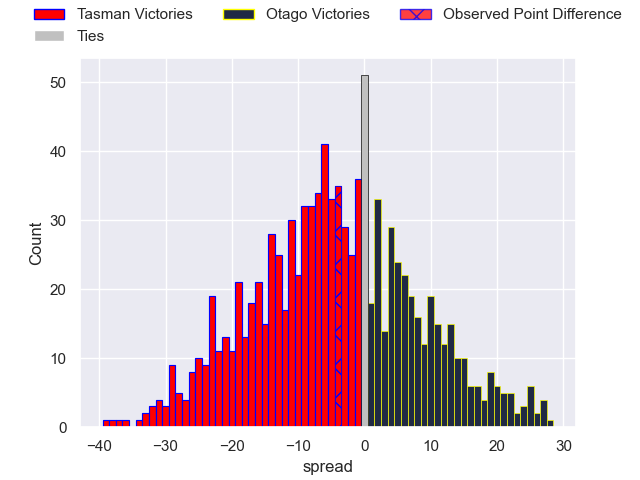 Tasman Victories
Otago Victories
Observed Point Difference
Ties
50
40
30
20
10
0
Count
−40
−30
−20
−10
0
10
20
30
spread